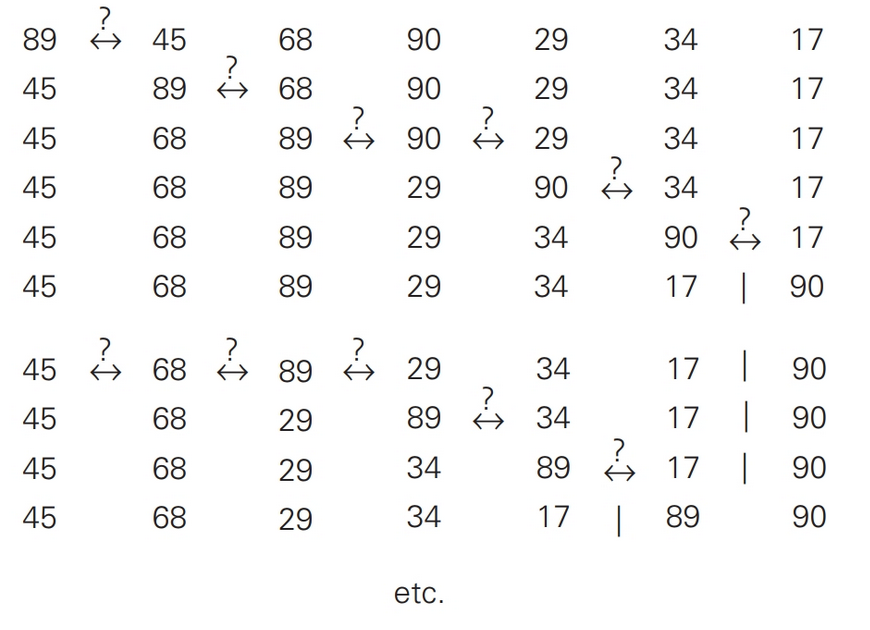 89 ?↔ 45 68 90 29 34 17
45 89 ?↔ 68 90 29 34 17
45 68 89 ?↔ 90 ?↔ 29 34 17
45 68 89 29 90 ?↔ 34 17
45 68 89 29 34 90 ?↔ 17
45 68 89 29 34 17 | 90
45 ?↔ 68 ?↔ 89 ?↔ 29 34 17 | 90
45 68 29 89 ?↔ 34 17 | 90
45 68 29 34 89 ?↔ 17 | 90
45 68 29 34 17 | 89 90
etc.